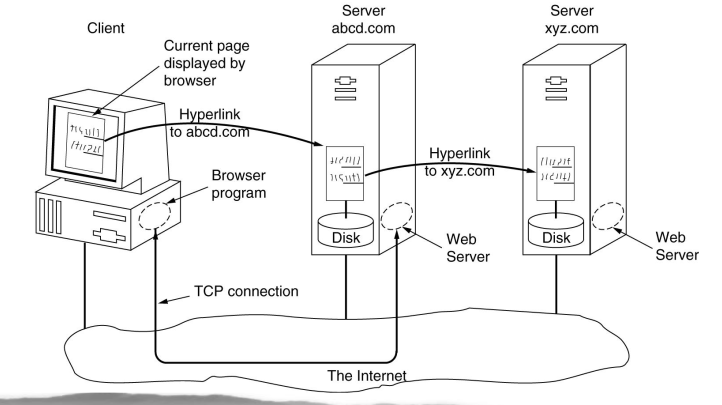 Client
Server
abcd.com
Server
xyz.com
Current page
displayed by
browser
Hyperlink
to abcd.com
Hyperlink
to xyz.com
Browser
program
Disk
Web
Server
Disk
Web
Server
TCP connection
The Internet